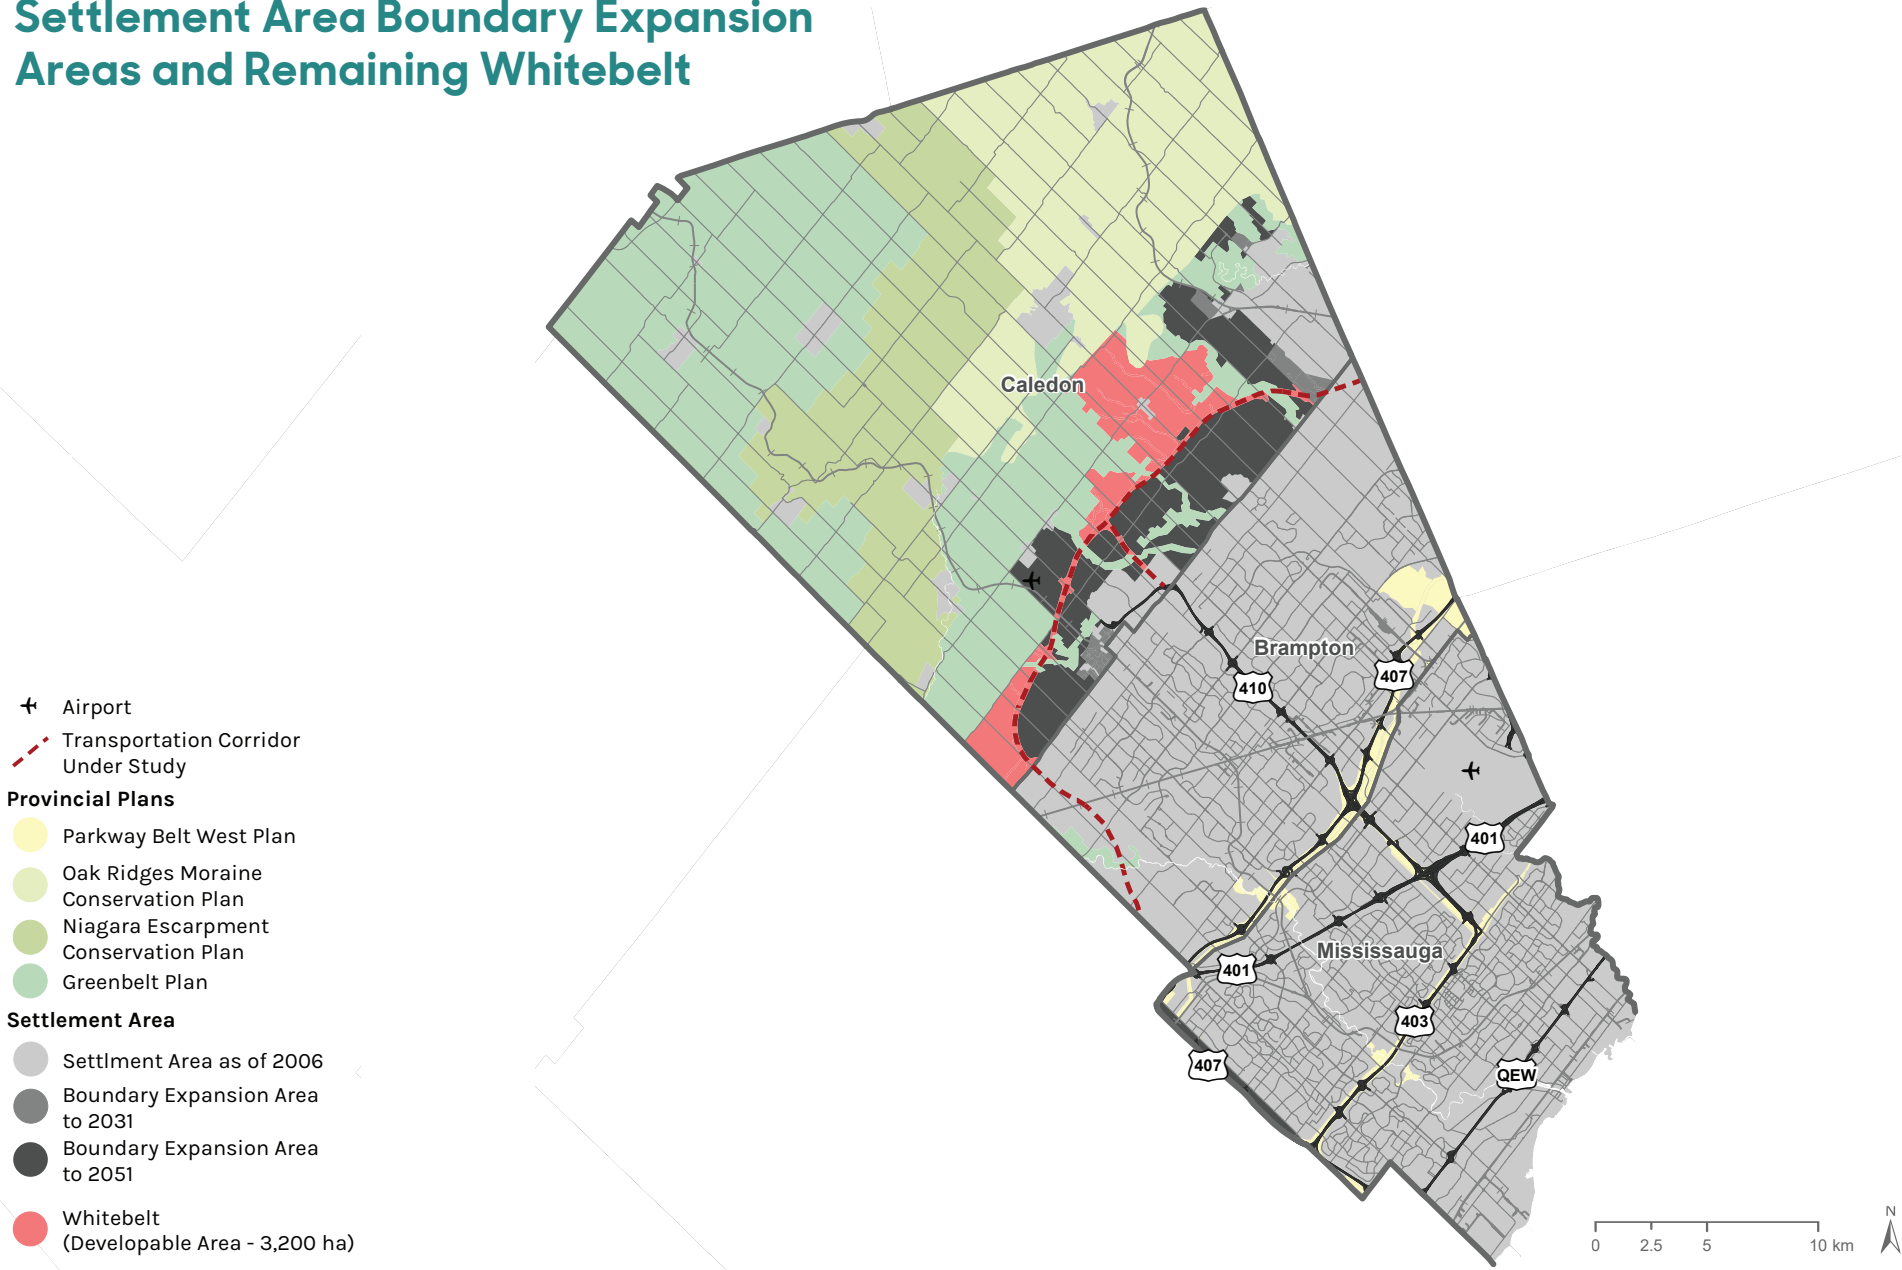 Settlement Area Boundary Expansion
Areas and Remaining Whitebelt
Caledon
Brampton
410
407
401
Mississauga
401
403
407
QEW
Airport
Transportation Corridor
Under Study
Provincial Plans
Parkway Belt West Plan
Oak Ridges Moraine
Conservation Plan
Niagara Escarpment
Conservation Plan
Greenbelt Plan
Settlement Area
Settlment Area as of 2006
Boundary Expansion Area
to 2031
Boundary Expansion Area
to 2051
Whitebelt
(Developable Area - 3,200 ha)
N
0 2.5 5 10 km